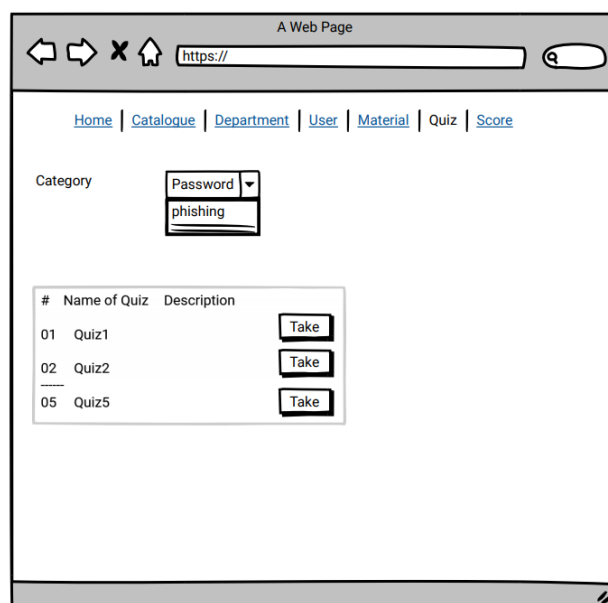 A Web Page
https://
Home | Catalogue | Department | User | Material | Quiz | Score
Category
Password
phishing
# Name of Quiz Description
01 Quiz1 Take
02 Quiz2 Take
------
05 Quiz5 Take